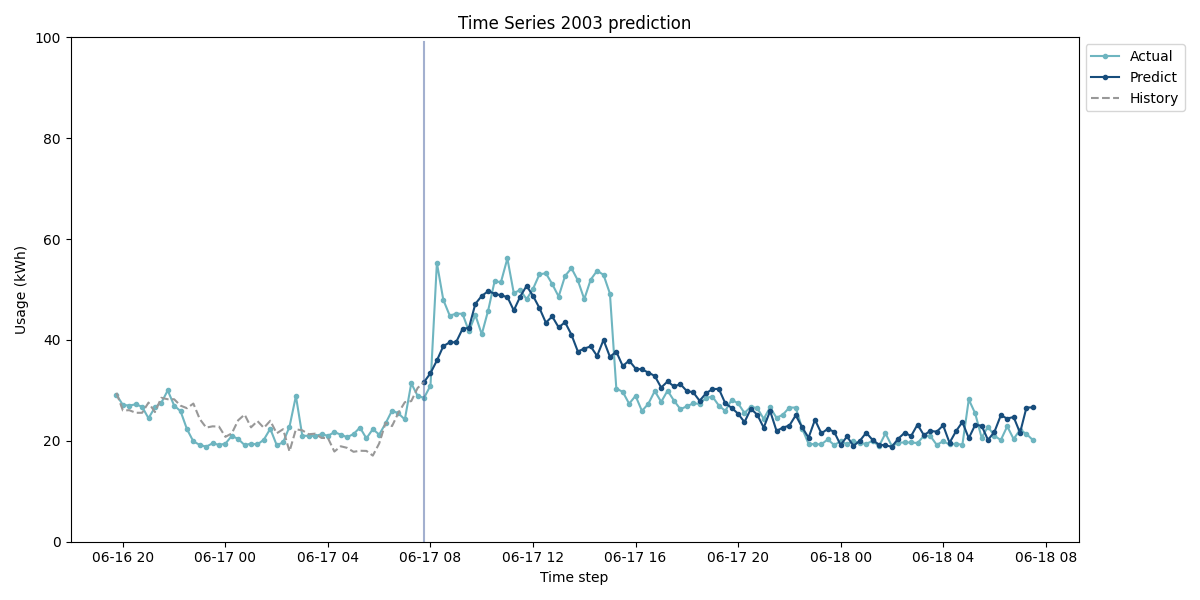 Time Series 2003 prediction
Usage (kWh)
100
80
60
40
20
0
06-16 20
06-17 00
06-17 04
06-17 08
06-17 12
06-17 16
06-17 20
06-18 00
06-18 04
06-18 08
Time step
Actual
Predict
History